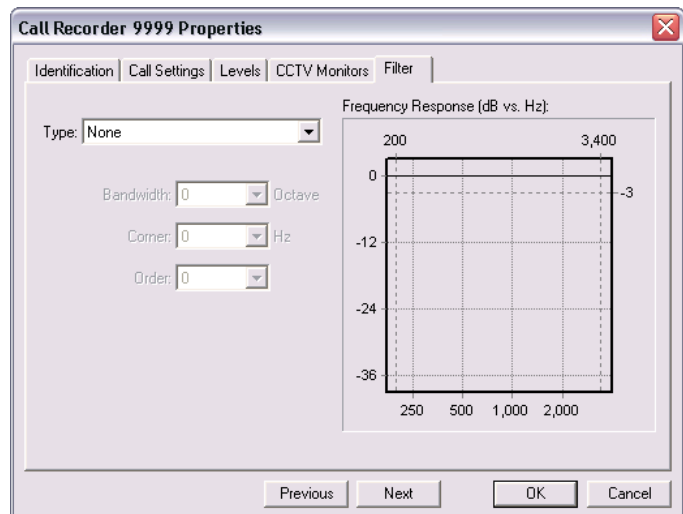 Call Recorder 9999 Properties
Identification Call Settings Levels CCTV Monitors Filter
Type: None
Bandwidth: 0 Octave
Corner: 0 Hz
Order: 0
Frequency Response (dB vs. Hz):
200 3,400
0
-3
-12
-24
-36
250 500 1,000 2,000
Previous Next OK Cancel